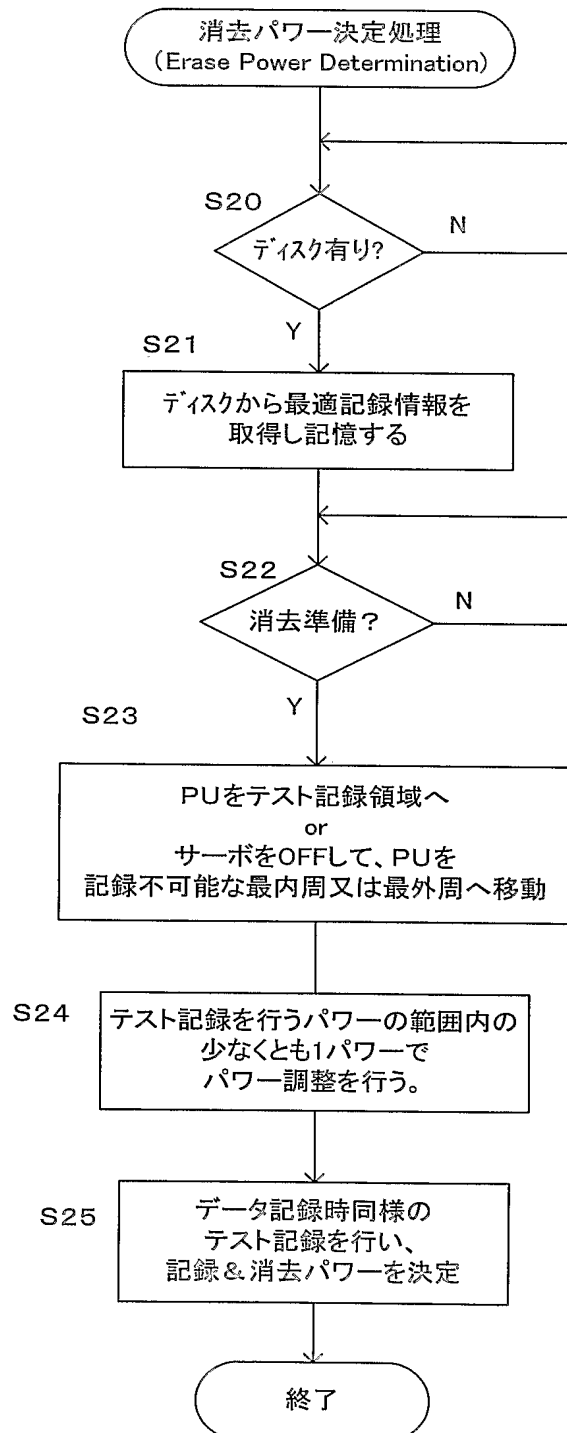 消去パワー決定処理
(Erase Power Determination)
S20
ディスク有り?
N
Y
S21
ディスクから最適記録情報を
取得し記憶する
S22
消去準備?
N
Y
S23
PUをテスト記録領域へ
or
サーボをOFFして、PUを
記録不可能な最内周又は最外周へ移動
S24
テスト記録を行うパワーの範囲内の
少なくとも1パワーで
パワー調整を行う。
S25
データ記録時同様の
テスト記録を行い、
記録&消去パワーを決定
終了